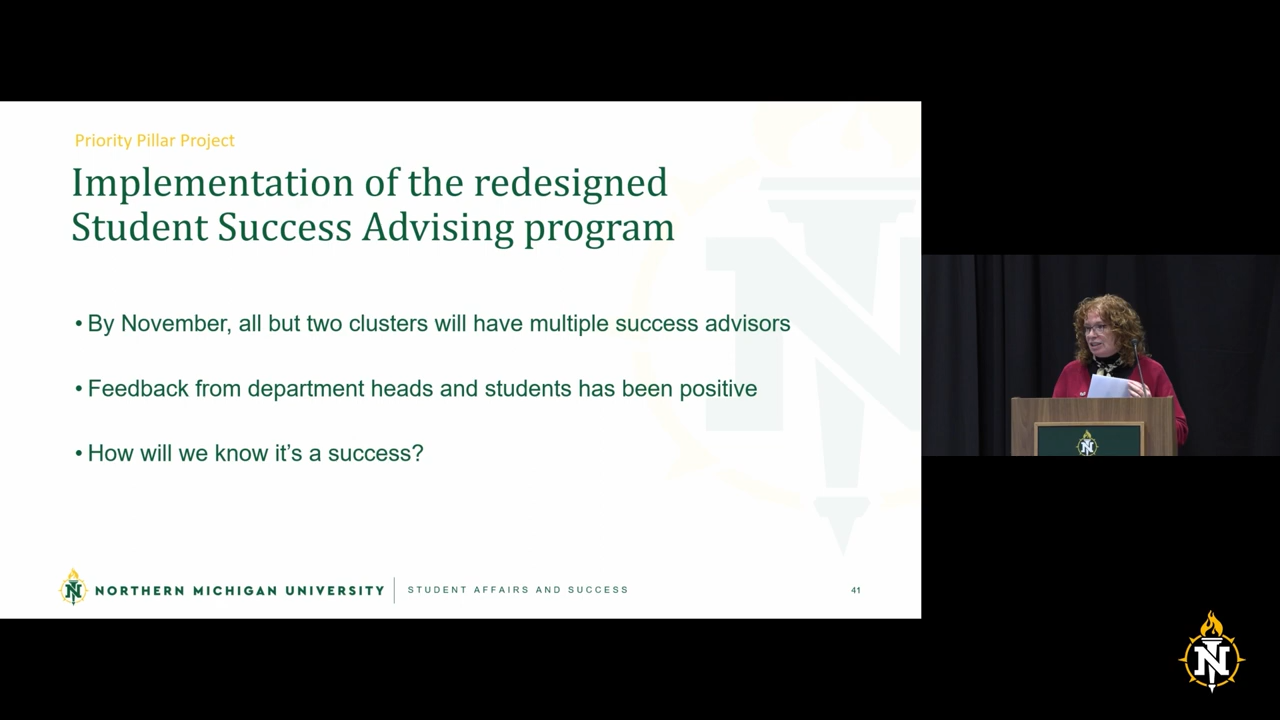 Priority Pillar Project
Implementation of the redesigned
Student Success Advising program
• By November, all but two clusters will have multiple success advisors
• Feedback from department heads and students has been positive
• How will we know it’s a success?
N NORTHERN MICHIGAN UNIVERSITY | STUDENT AFFAIRS AND SUCCESS 41
N
N
N